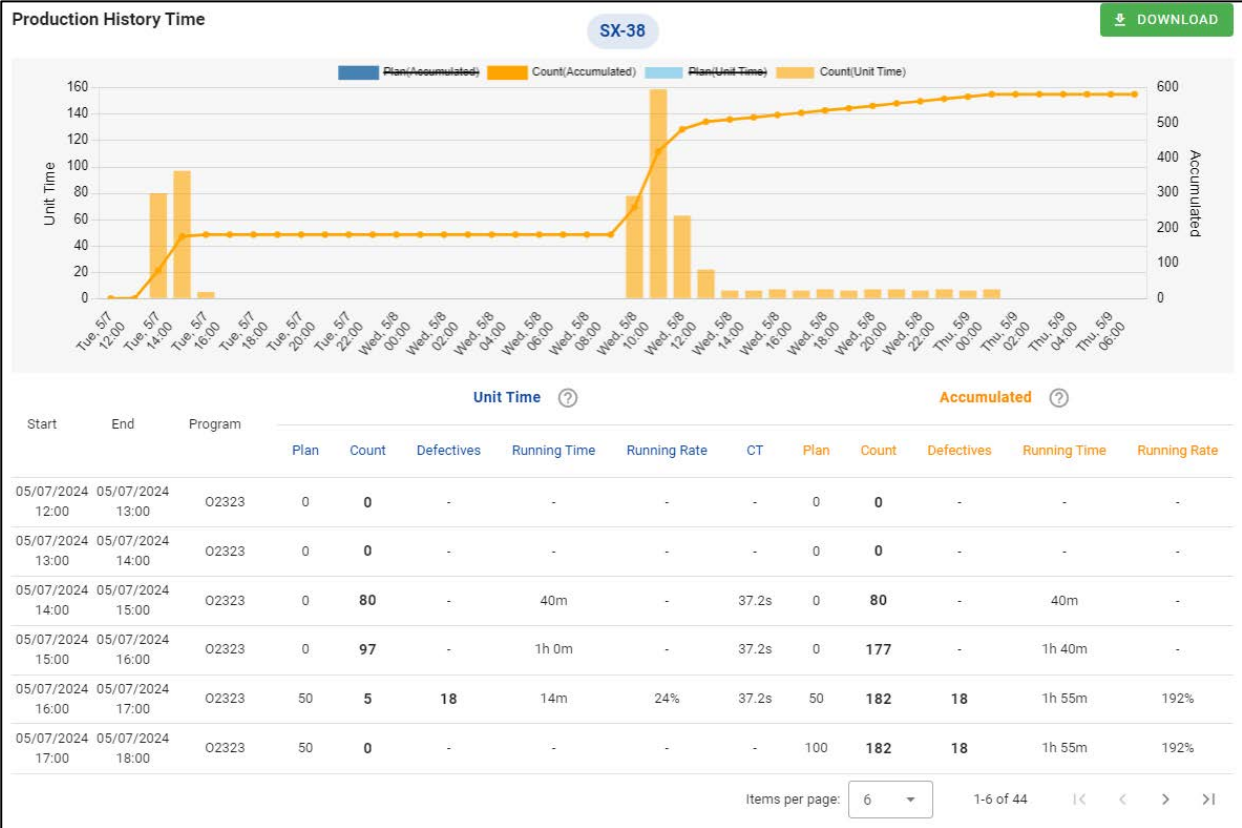 Production History Time
SX-38
DOWNLOAD
Plan(Accumulated) Count(Accumulated) Plan(Unit Time) Count(Unit Time)
Unit Time
160
140
120
100
80
60
40
20
0
600
500
400
300
200
100
0
Accumulated
Tue, 5/7 12:00
Tue, 5/7 14:00
Tue, 5/7 16:00
Tue, 5/7 18:00
Tue, 5/7 20:00
Tue, 5/7 22:00
Wed, 5/8 00:00
Wed, 5/8 02:00
Wed, 5/8 04:00
Wed, 5/8 06:00
Wed, 5/8 08:00
Wed, 5/8 10:00
Wed, 5/8 12:00
Wed, 5/8 14:00
Wed, 5/8 16:00
Wed, 5/8 18:00
Wed, 5/8 20:00
Wed, 5/8 22:00
Thu, 5/9 00:00
Thu, 5/9 02:00
Thu, 5/9 04:00
Thu, 5/9 06:00
Unit Time ? Accumulated ?
Start End Program
Plan Count Defectives Running Time Running Rate CT Plan Count Defectives Running Time Running Rate
05/07/2024 12:00 05/07/2024 13:00 O2323 0 0 - - - - 0 0 - - -
05/07/2024 13:00 05/07/2024 14:00 O2323 0 0 - - - - 0 0 - - -
05/07/2024 14:00 05/07/2024 15:00 O2323 0 80 - 40m - 37.2s 0 80 - 40m -
05/07/2024 15:00 05/07/2024 16:00 O2323 0 97 - 1h 0m - 37.2s 0 177 - 1h 40m -
05/07/2024 16:00 05/07/2024 17:00 O2323 50 5 18 14m 24% 37.2s 50 182 18 1h 55m 192%
05/07/2024 17:00 05/07/2024 18:00 O2323 50 0 - - - - 100 182 18 1h 55m 192%
Items per page: 6 1-6 of 44